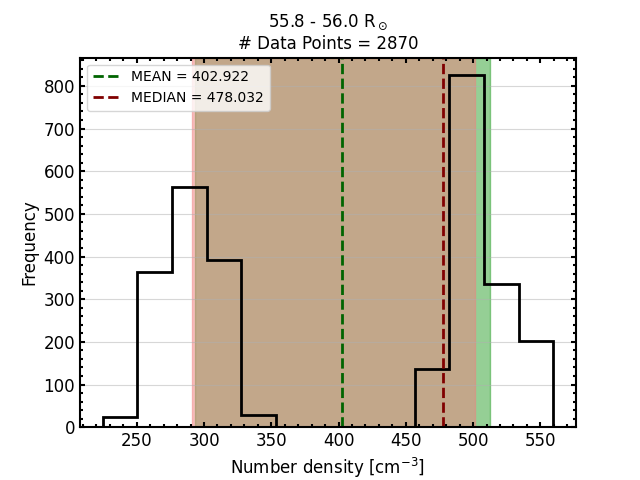 55.8 - 56.0 R⊙
# Data Points = 2870
MEAN = 402.922
MEDIAN = 478.032
Frequency
800
700
600
500
400
300
200
100
0
250 300 350 400 450 500 550
Number density [cm⁻³]